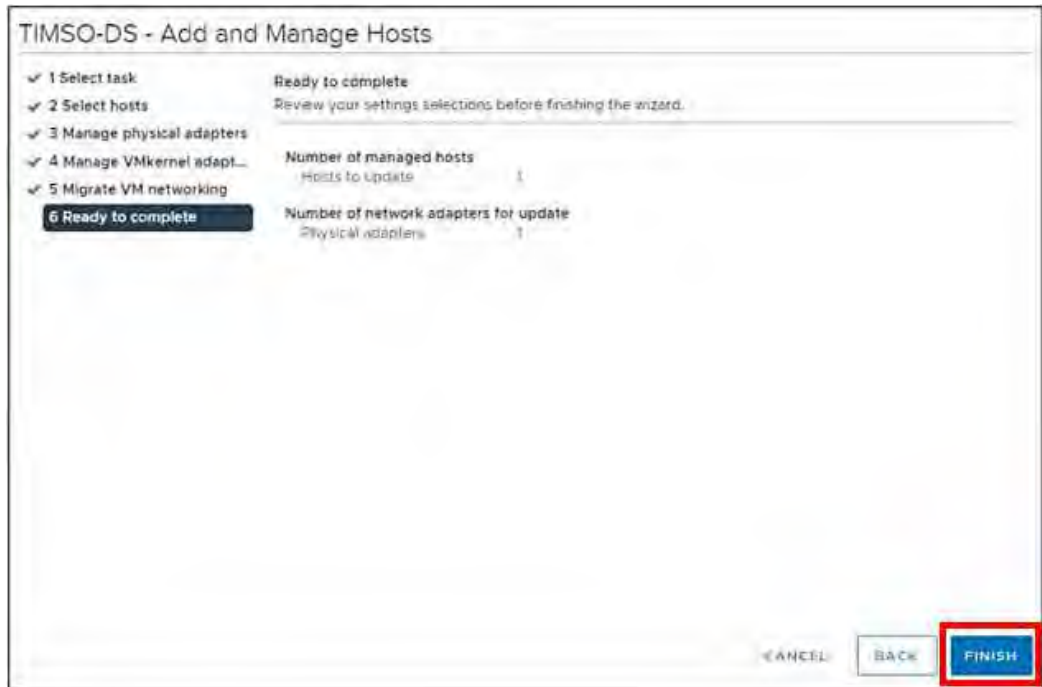 TIMSO-DS - Add and Manage Hosts
✓ 1 Select task
✓ 2 Select hosts
✓ 3 Manage physical adapters
✓ 4 Manage VMkernel adapt...
✓ 5 Migrate VM networking
6 Ready to complete
Ready to complete
Review your settings selections before finishing the wizard.
Number of managed hosts
Hosts to update 1
Number of network adapters for update
Physical adapters 1
CANCEL BACK FINISH